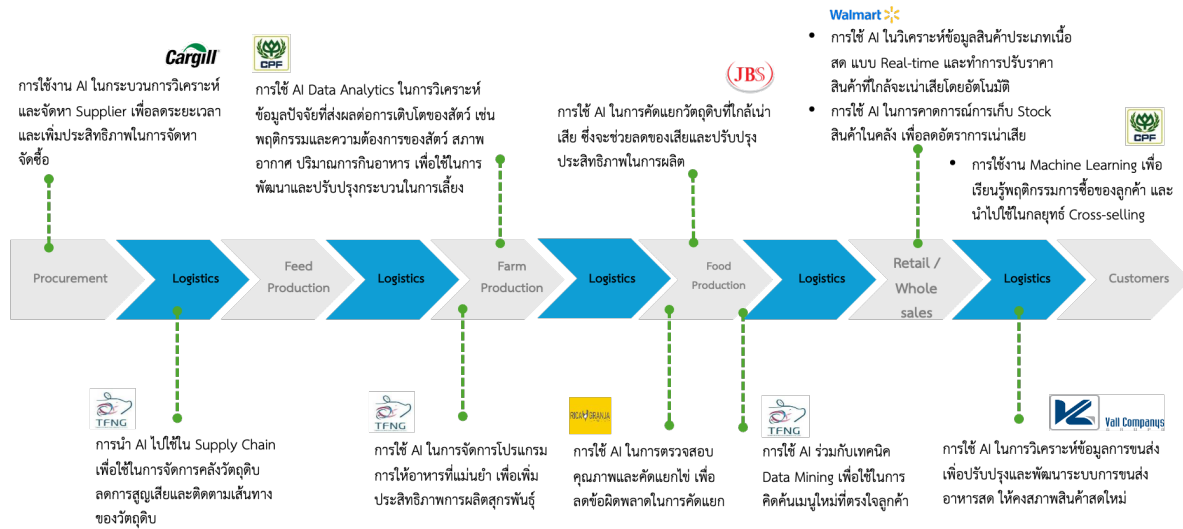 Cargill
การใช้งาน AI ในกระบวนการวิเคราะห์
และจัดหา Supplier เพื่อลดระยะเวลา
และเพิ่มประสิทธิภาพในการจัดหา
จัดซื้อ
CPF
การใช้ AI Data Analytics ในการวิเคราะห์
ข้อมูลปัจจัยที่ส่งผลต่อการเติบโตของสัตว์ เช่น
พฤติกรรมและความต้องการของสัตว์ สภาพ
อากาศ ปริมาณการกินอาหาร เพื่อใช้ในการ
พัฒนาและปรับปรุงกระบวนในการเลี้ยง
JBS
การใช้ AI ในการคัดแยกวัตถุดิบที่ใกล้เน่า
เสีย ซึ่งจะช่วยลดของเสียและปรับปรุง
ประสิทธิภาพในการผลิต
Walmart
• การใช้ AI ในวิเคราะห์ข้อมูลสินค้าประเภทเนื้อ
สด แบบ Real-time และทำการปรับราคา
สินค้าที่ใกล้จะเน่าเสียโดยอัตโนมัติ
• การใช้ AI ในการคาดการณ์การเก็บ Stock
สินค้าในคลัง เพื่อลดอัตราการเน่าเสีย
CPF
• การใช้งาน Machine Learning เพื่อ
เรียนรู้พฤติกรรมการซื้อของลูกค้า และ
นำไปใช้ในกลยุทธ์ Cross-selling
Procurement
Logistics
Feed
Production
Logistics
Farm
Production
Logistics
Food
Production
Logistics
Retail /
Whole
sales
Logistics
Customers
TFNG
การนำ AI ไปใช้ใน Supply Chain
เพื่อใช้ในการจัดการคลังวัตถุดิบ
ลดการสูญเสียและติดตามเส้นทาง
ของวัตถุดิบ
TFNG
การใช้ AI ในการจัดการโปรแกรม
การให้อาหารที่แม่นยำ เพื่อเพิ่ม
ประสิทธิภาพการผลิตสุกรพันธุ์
RICA GRANJA
การใช้ AI ในการตรวจสอบ
คุณภาพและคัดแยกไข่ เพื่อ
ลดข้อผิดพลาดในการคัดแยก
TFNG
การใช้ AI ร่วมกับเทคนิค
Data Mining เพื่อใช้ในการ
คิดค้นเมนูใหม่ที่ตรงใจลูกค้า
Vall Companys
การใช้ AI ในการวิเคราะห์ข้อมูลการขนส่ง
เพื่อปรับปรุงและพัฒนาระบบการขนส่ง
อาหารสด ให้คงสภาพสินค้าสดใหม่